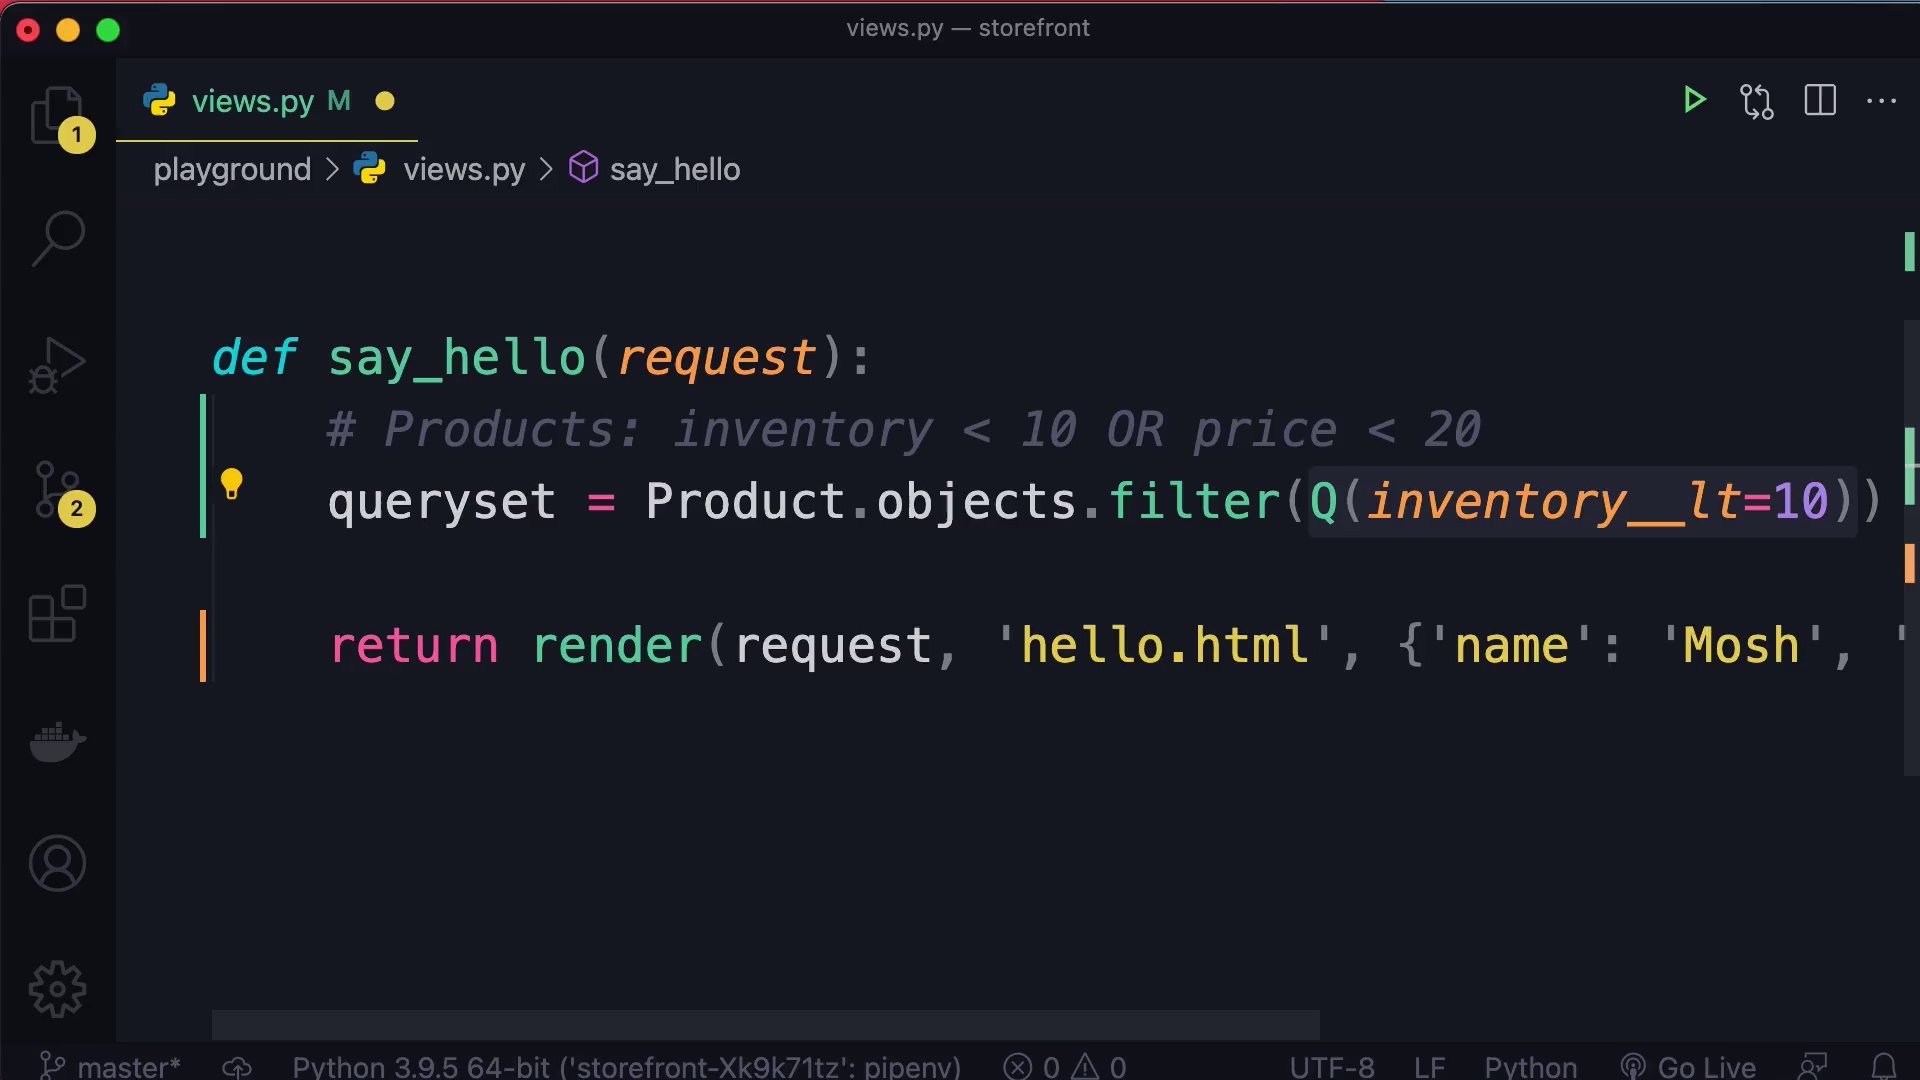 views.py — storefront
views.py M
1
playground > views.py > say_hello
def say_hello(request):
# Products: inventory < 10 OR price < 20
queryset = Product.objects.filter(Q(inventory__lt=10))
2
return render(request, 'hello.html', {'name': 'Mosh', '
master* Python 3.9.5 64-bit ('storefront-Xk9k71tz': pipenv) 0 0 UTF-8 LF Python Go Live